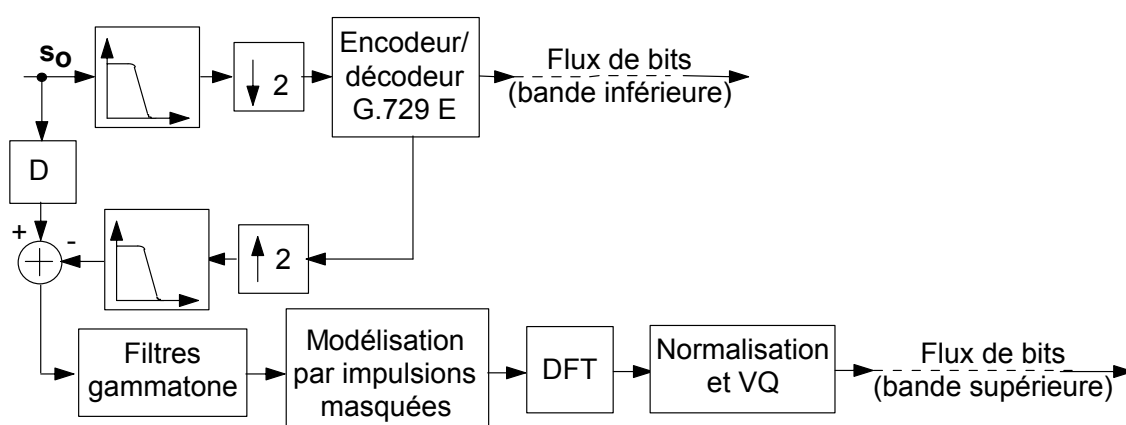 so
2
Encodeur/
décodeur
G.729 E
Flux de bits
(bande inférieure)
D
+
-
2
Filtres
gammatone
Modélisation
par impulsions
masquées
DFT
Normalisation
et VQ
Flux de bits
(bande supérieure)